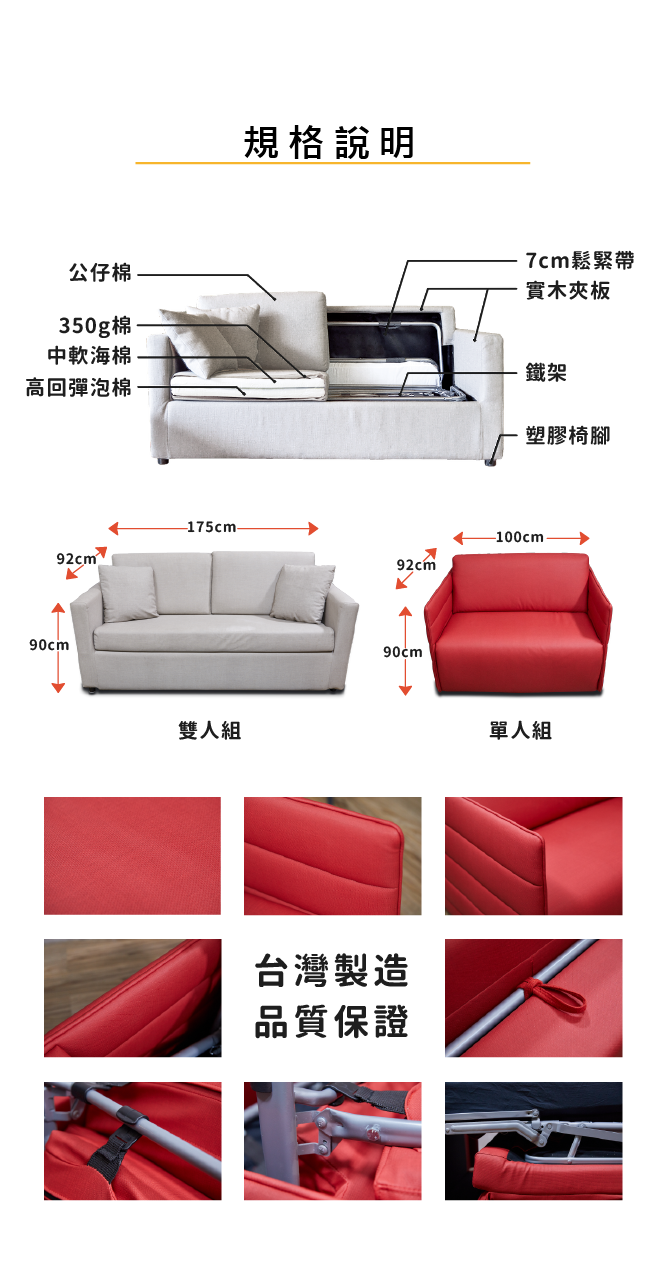 規格說明
公仔棉
350g棉
中軟海棉
高回彈泡棉
7cm鬆緊帶
實木夾板
鐵架
塑膠椅腳
175cm
92cm
90cm
雙人組
100cm
92cm
90cm
單人組
台灣製造
品質保證